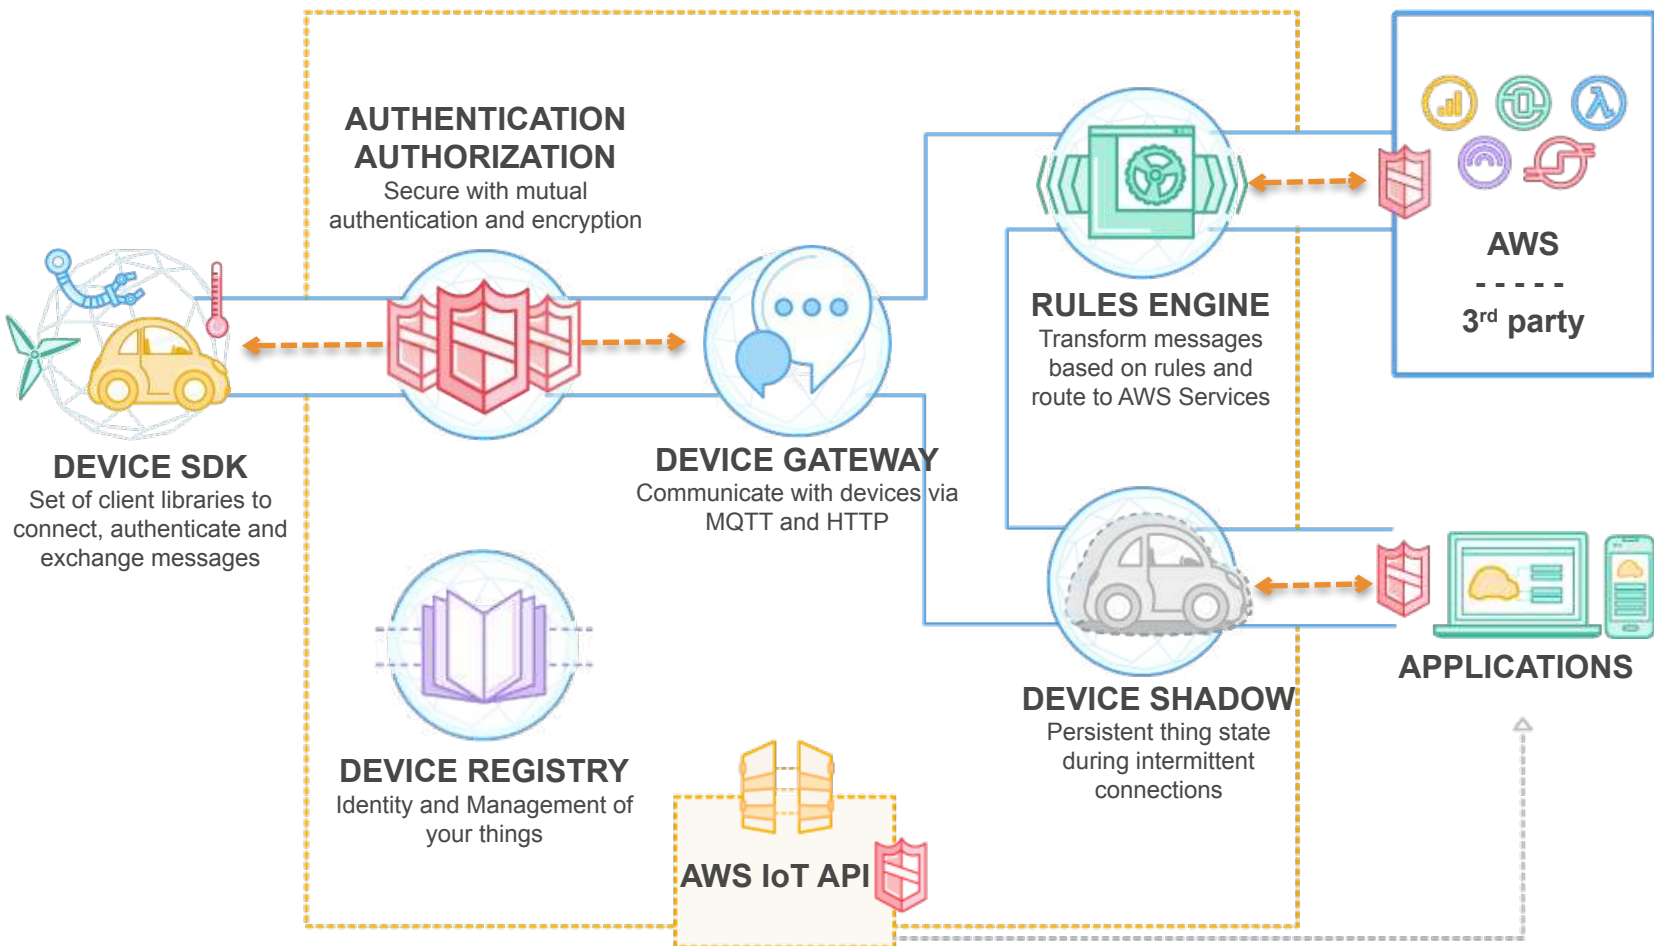 AUTHENTICATION
AUTHORIZATION
Secure with mutual
authentication and encryption
DEVICE SDK
Set of client libraries to
connect, authenticate and
exchange messages
DEVICE GATEWAY
Communicate with devices via
MQTT and HTTP
RULES ENGINE
Transform messages
based on rules and
route to AWS Services
AWS
- - - - -
3rd party
DEVICE REGISTRY
Identity and Management of
your things
DEVICE SHADOW
Persistent thing state
during intermittent
connections
APPLICATIONS
AWS IoT API